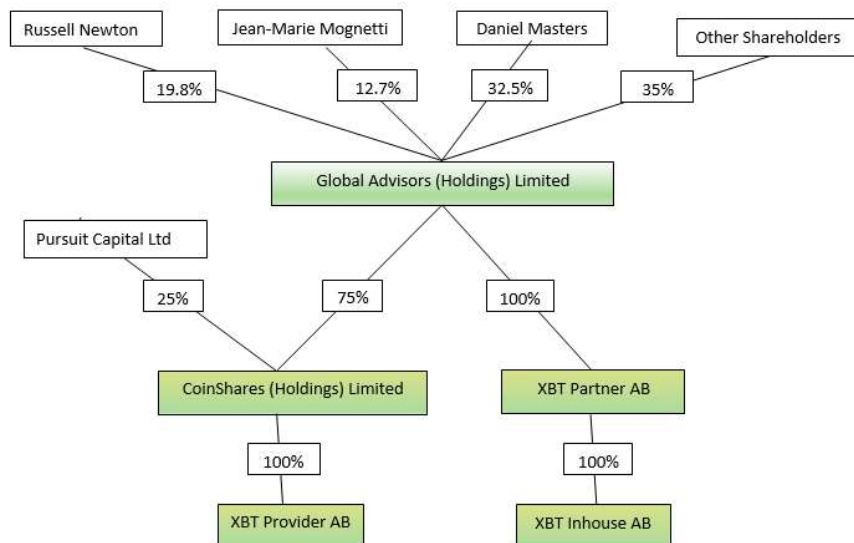 Russell Newton
Jean-Marie Mognetti
Daniel Masters
Other Shareholders
19.8%
12.7%
32.5%
35%
Global Advisors (Holdings) Limited
Pursuit Capital Ltd
25%
75%
100%
CoinShares (Holdings) Limited
XBT Partner AB
100%
100%
XBT Provider AB
XBT Inhouse AB